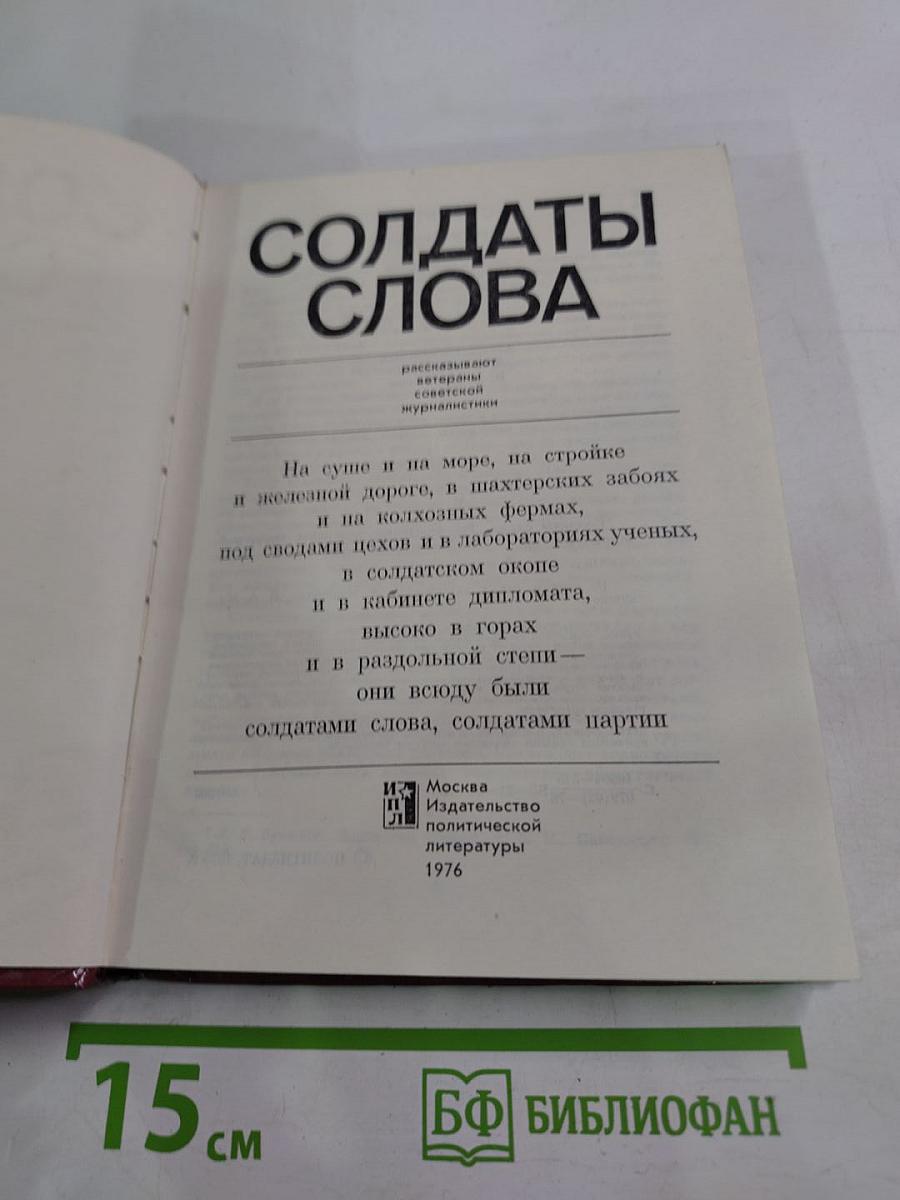 СОЛДАТЫ
СЛОВА
рассказывают
ветераны
советской
журналистики
На суше и на море, на стройке
и железной дороге, в шахтерских забоях
и на колхозных фермах,
под сводами цехов и в лабораториях ученых,
в солдатском окопе
и в кабинете дипломата,
высоко в горах
и в раздольной степи —
они всюду были
солдатами слова, солдатами партии
И
П
Л
Москва
Издательство
политической
литературы
1976
15 см
БФ БИБЛИОФАН